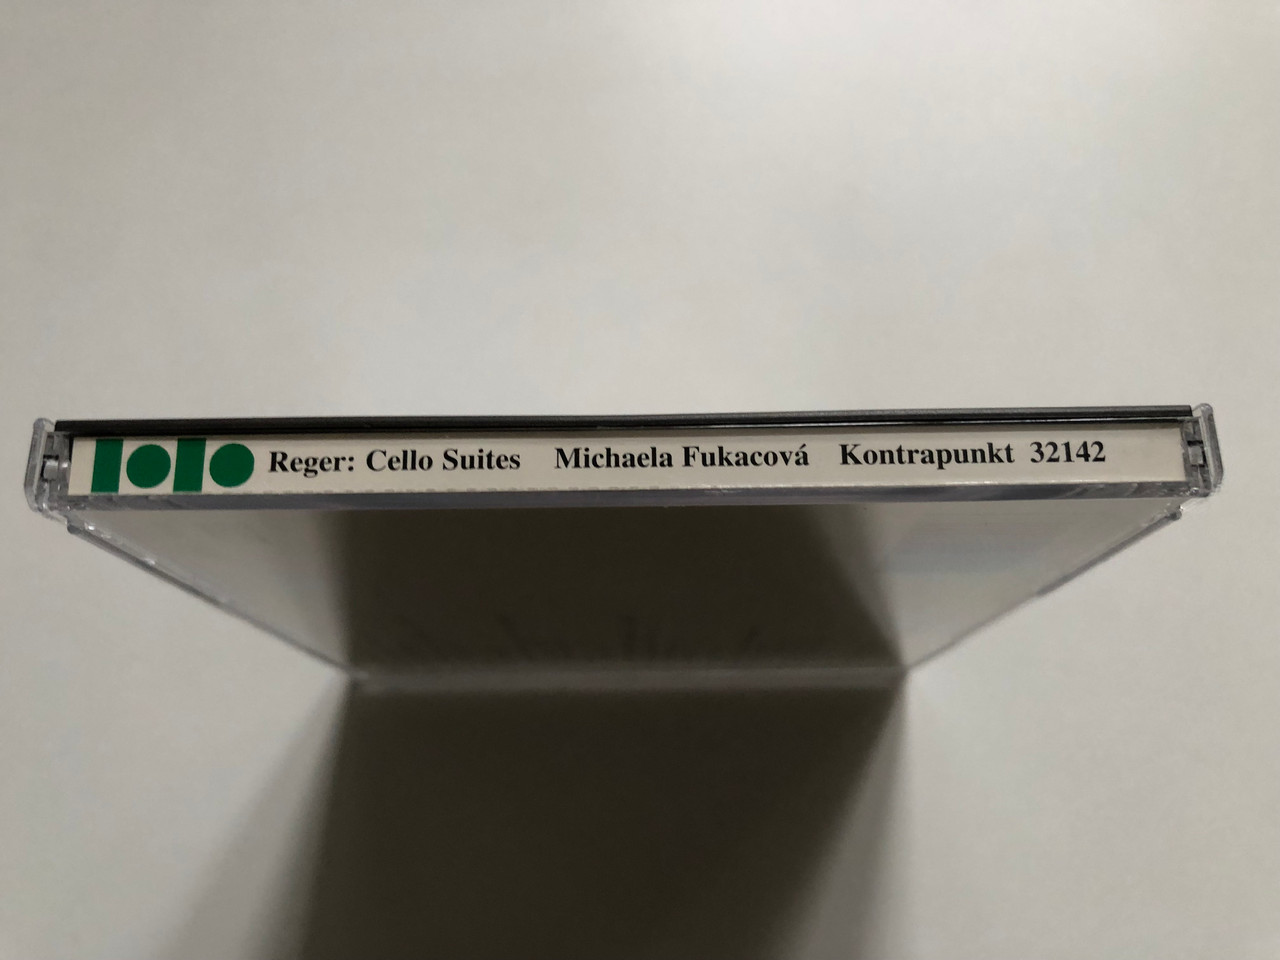 Reger: Cello Suites Michaela Fukacová Kontrapunkt 32142